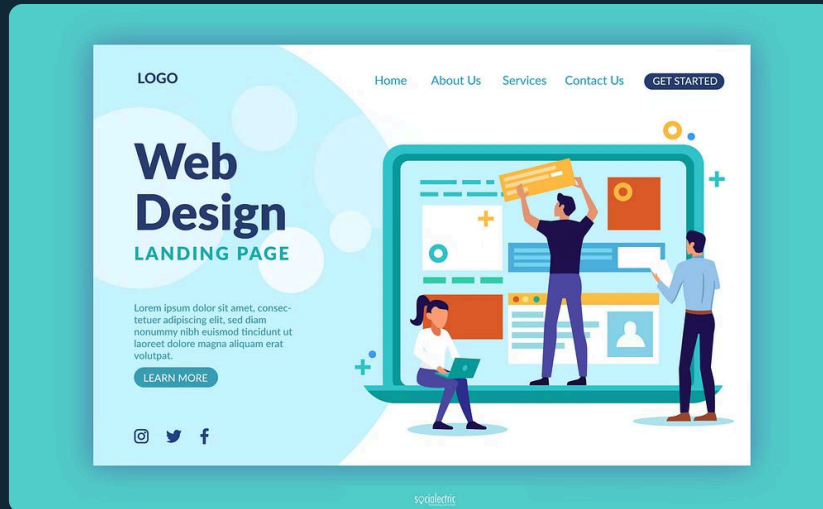 LOGO
Home About Us Services Contact Us GET STARTED
Web
Design
LANDING PAGE
Lorem ipsum dolor sit amet, consec-
tetuer adipiscing elit, sed diam
nonummy nibh euismod tincidunt ut
laoreet dolore magna aliquam erat
volutpat.
LEARN MORE
socialectric